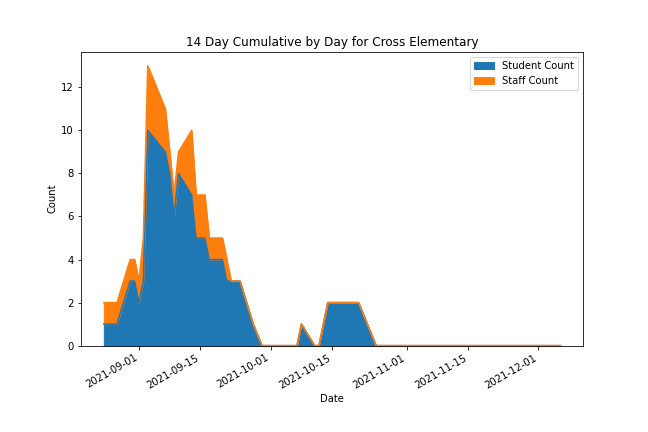 14 Day Cumulative by Day for Cross Elementary
Student Count
Staff Count
12
10
8
6
4
2
0
Count
2021-09-01
2021-09-15
2021-10-01
2021-10-15
2021-11-01
2021-11-15
2021-12-01
Date